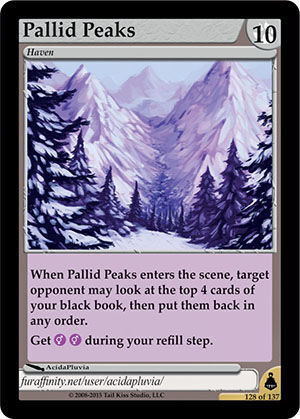 Pallid Peaks 10
Haven
When Pallid Peaks enters the scene, target
opponent may look at the top 4 cards of
your black book, then put them back in
any order.
Get during your refill step.
AcidaPluvia
furaffinity.net/user/acidapluvia/
© 2008-2015 Tail Kiss Studio, LLC
128 of 137